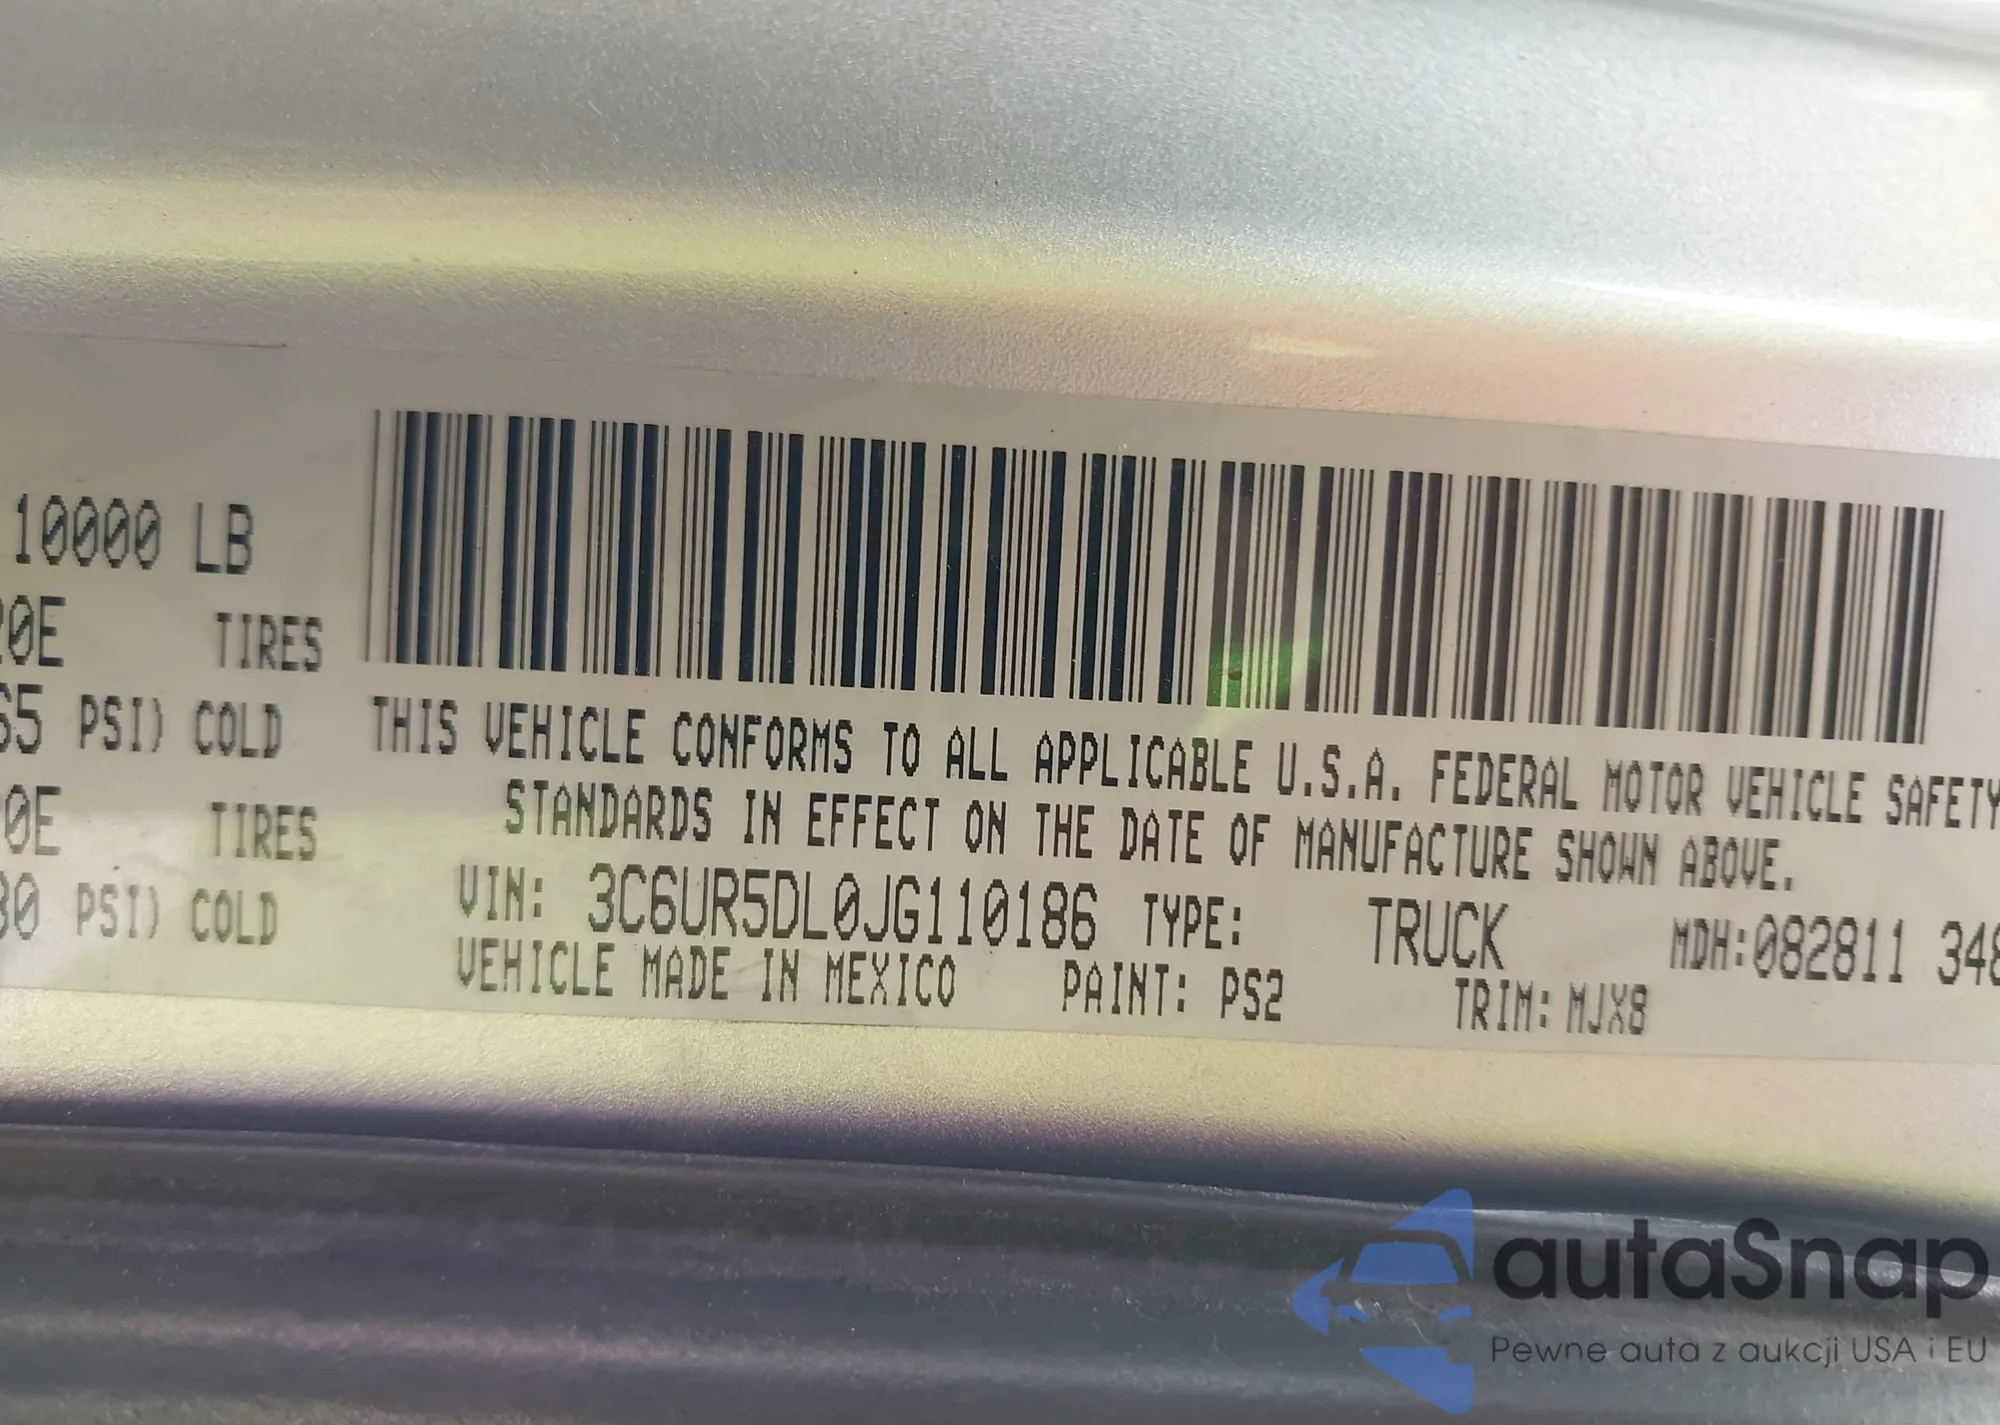 10000 LB
0E TIRES
65 PSI) COLD
0E TIRES
80 PSI) COLD
THIS VEHICLE CONFORMS TO ALL APPLICABLE U.S.A. FEDERAL MOTOR VEHICLE SAFETY
STANDARDS IN EFFECT ON THE DATE OF MANUFACTURE SHOWN ABOVE.
VIN: 3C6UR5DL0JG110186 TYPE: TRUCK MDH:082811 348
VEHICLE MADE IN MEXICO PAINT: PS2 TRIM: MJX8
autaSnap
Pewne auta z aukcji USA i EU